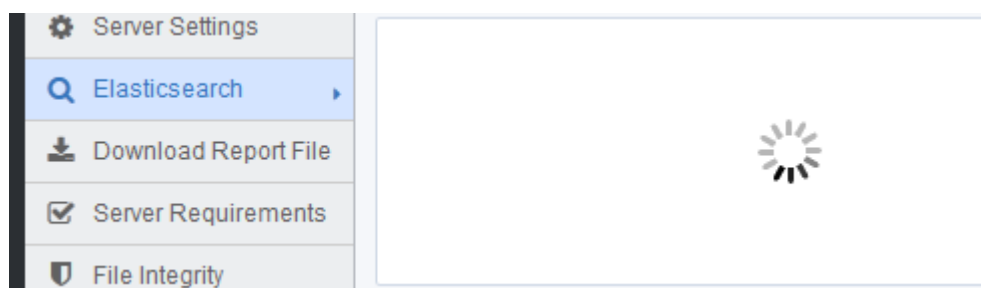 Server Settings
Elasticsearch
Download Report File
Server Requirements
File Integrity